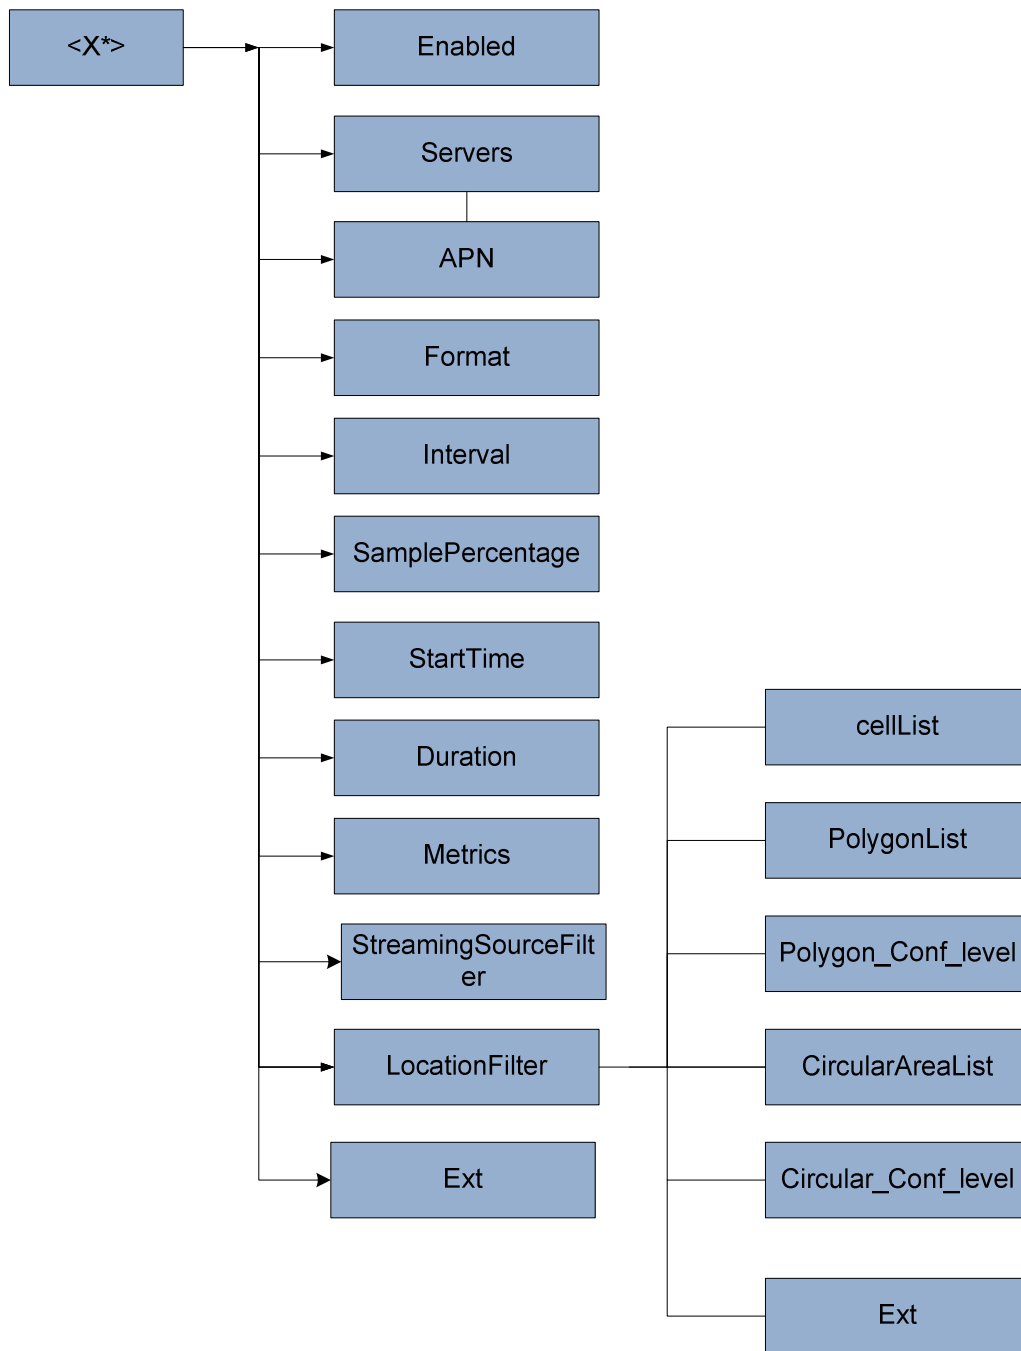 <X*>
Enabled
Servers
APN
Format
Interval
SamplePercentage
StartTime
Duration
Metrics
StreamingSourceFilt
er
LocationFilter
Ext
cellList
PolygonList
Polygon_Conf_level
CircularAreaList
Circular_Conf_level
Ext